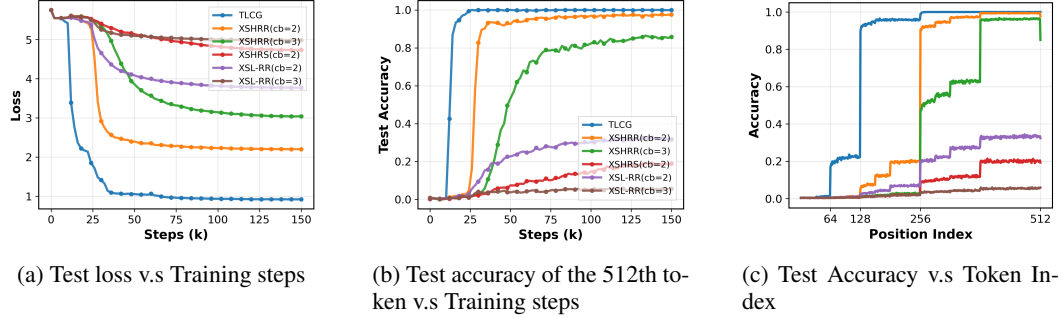 5
4
3
2
1
Loss
0
25
50
75
100
125
150
Steps (k)
TLCG
XSHRR(cb=2)
XSHRR(cb=3)
XSHRS(cb=2)
XSL-RR(cb=2)
XSL-RR(cb=3)
(a) Test loss v.s Training steps
1.0
0.8
0.6
0.4
0.2
0.0
Test Accuracy
0
25
50
75
100
125
150
Steps (k)
TLCG
XSHRR(cb=2)
XSHRR(cb=3)
XSHRS(cb=2)
XSL-RR(cb=2)
XSL-RR(cb=3)
(b) Test accuracy of the 512th to-
ken v.s Training steps
1.0
0.8
0.6
0.4
0.2
0.0
Accuracy
64
128
256
512
Position Index
(c) Test Accuracy v.s Token In-
dex